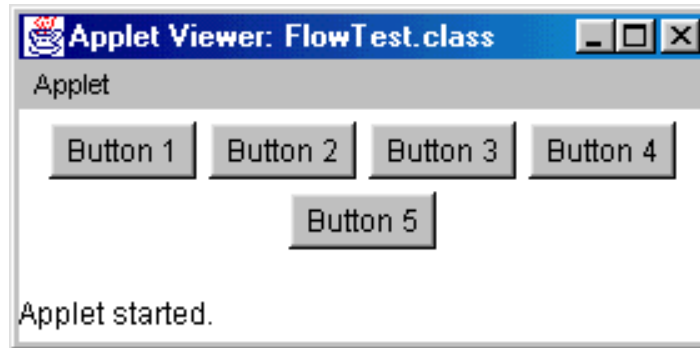 Applet Viewer: FlowTest.class
Applet
Button 1 Button 2 Button 3 Button 4
Button 5
Applet started.